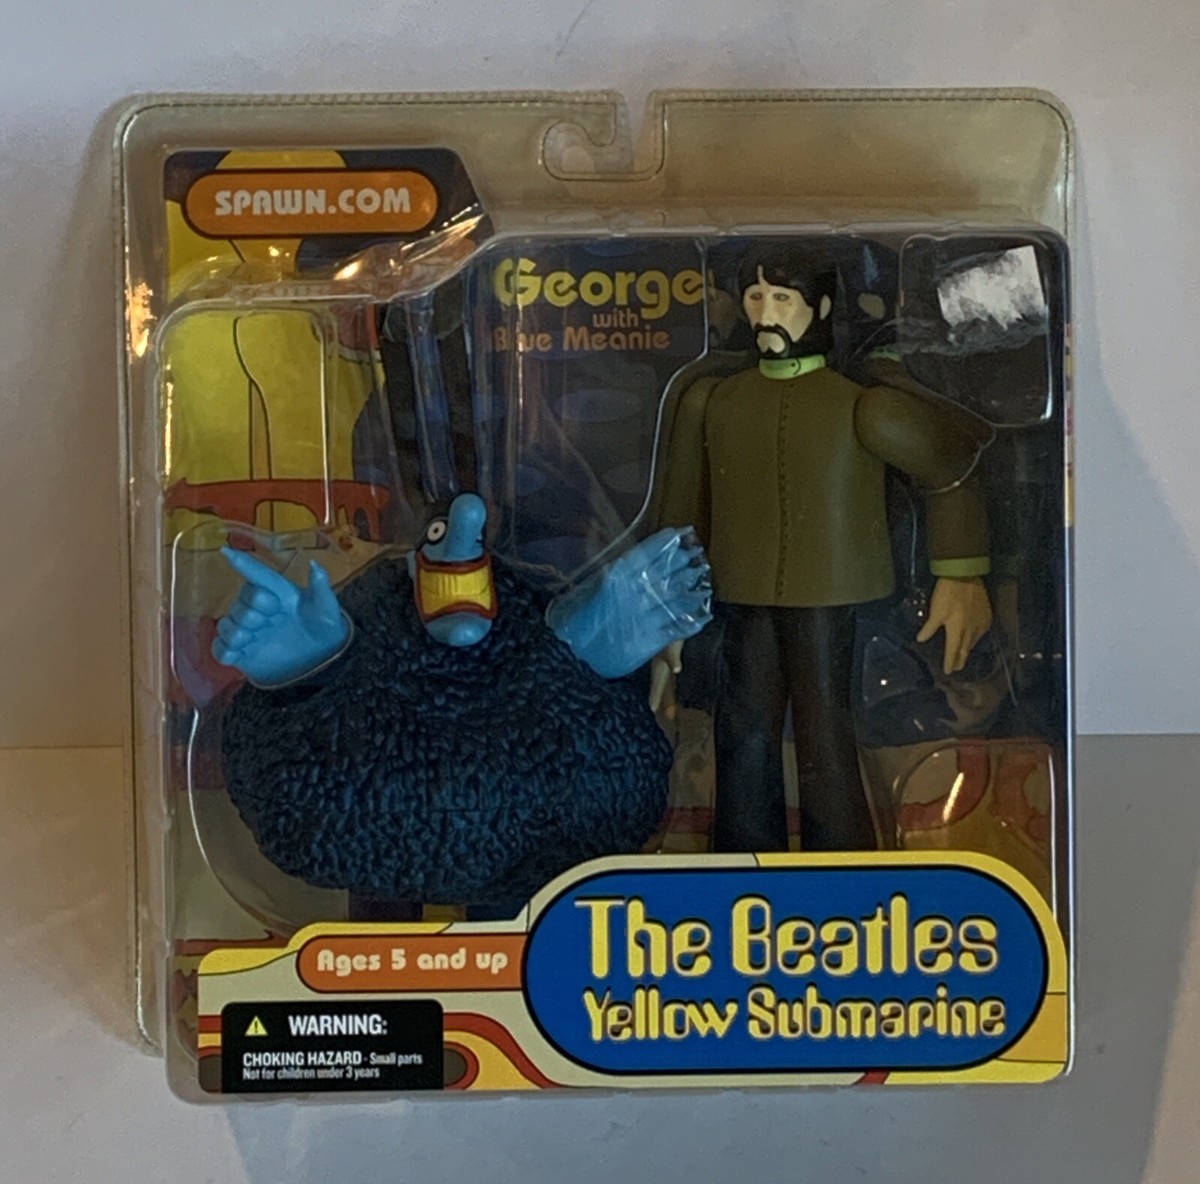 SPAWN.COM
George
with
Blue Meanie
The Beatles
Yellow Submarine
Ages 5 and up
WARNING:
CHOKING HAZARD - Small parts
Not for children under 3 years